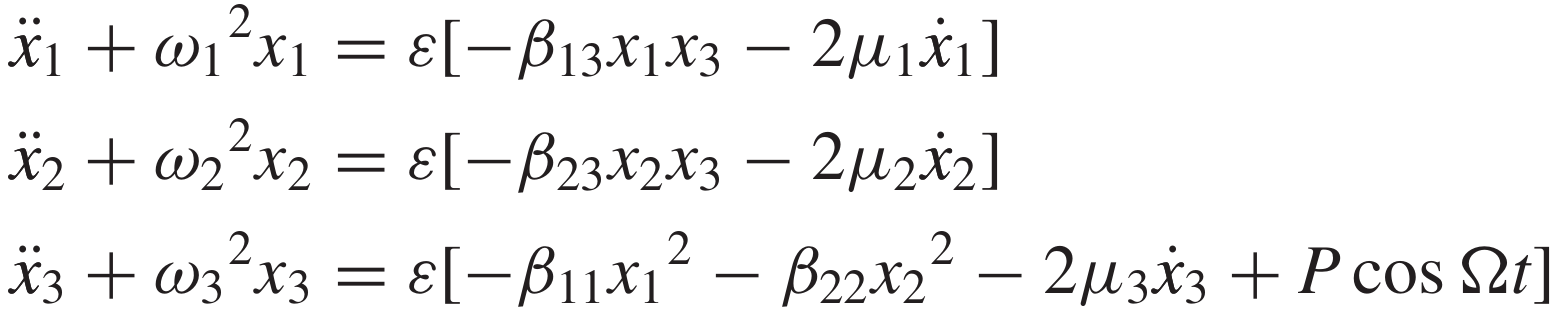 ẍ₁ + ω₁²x₁ = ε[−β₁₃x₁x₃ − 2μ₁ẋ₁]
ẍ₂ + ω₂²x₂ = ε[−β₂₃x₂x₃ − 2μ₂ẋ₂]
ẍ₃ + ω₃²x₃ = ε[−β₁₁x₁² − β₂₂x₂² − 2μ₃ẋ₃ + P cos Ωt]